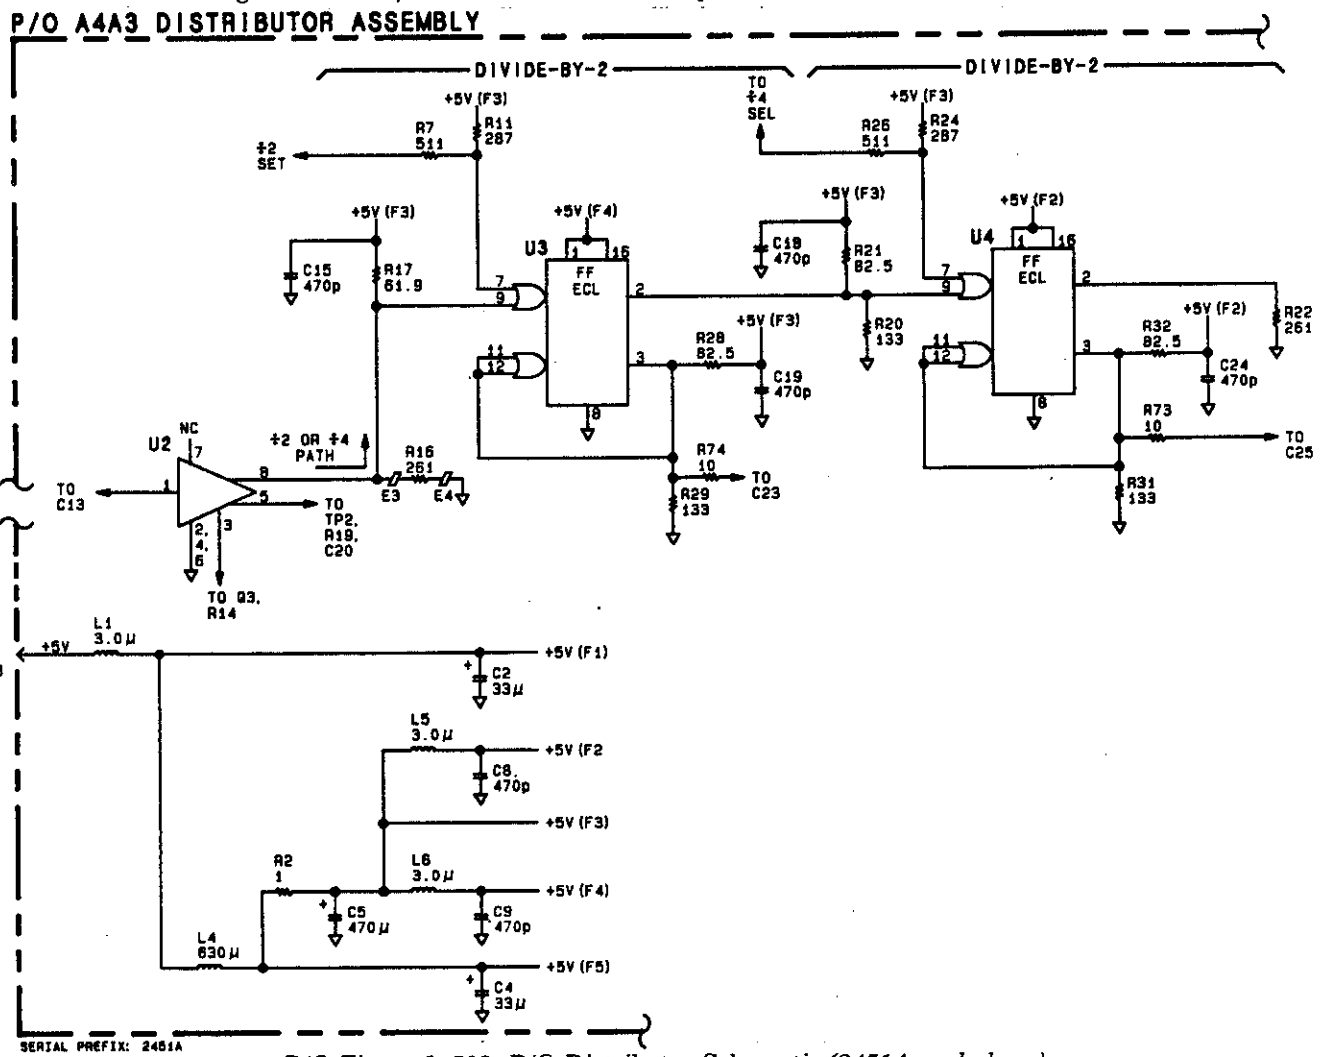 P/O A4A3 DISTRIBUTOR ASSEMBLY
DIVIDE-BY-2
DIVIDE-BY-2
+5V (F3)
R7
511
R11
287
÷2
SET
TO
÷4
SEL
+5V (F3)
R26
511
R24
287
+5V (F3)
C15
470p
R17
61.9
U3
+5V (F4)
1
16
FF
ECL
7
9
2
11
12
3
8
+5V (F3)
C18
470p
R21
82.5
R20
133
R28
82.5
+5V (F3)
C19
470p
R74
10
TO
C23
R29
133
U4
+5V (F2)
1
16
FF
ECL
7
9
2
11
12
3
8
R22
261
R32
82.5
+5V (F2)
C24
470p
R73
10
TO
C25
R31
133
U2
NC
7
÷2 OR ÷4
PATH
TO
C13
1
8
5
2,
4,
6
3
R16
261
E3
E4
TO
TP2,
R19,
C20
TO Q3,
R14
+5V
L1
3.0µ
+5V (F1)
+
C2
33µ
L5
3.0µ
+5V (F2
C8
470p
+5V (F3)
R2
1
L6
3.0µ
+5V (F4)
+
C5
470µ
C9
470p
L4
630µ
+5V (F5)
+
C4
33µ
SERIAL PREFIX: 2451A